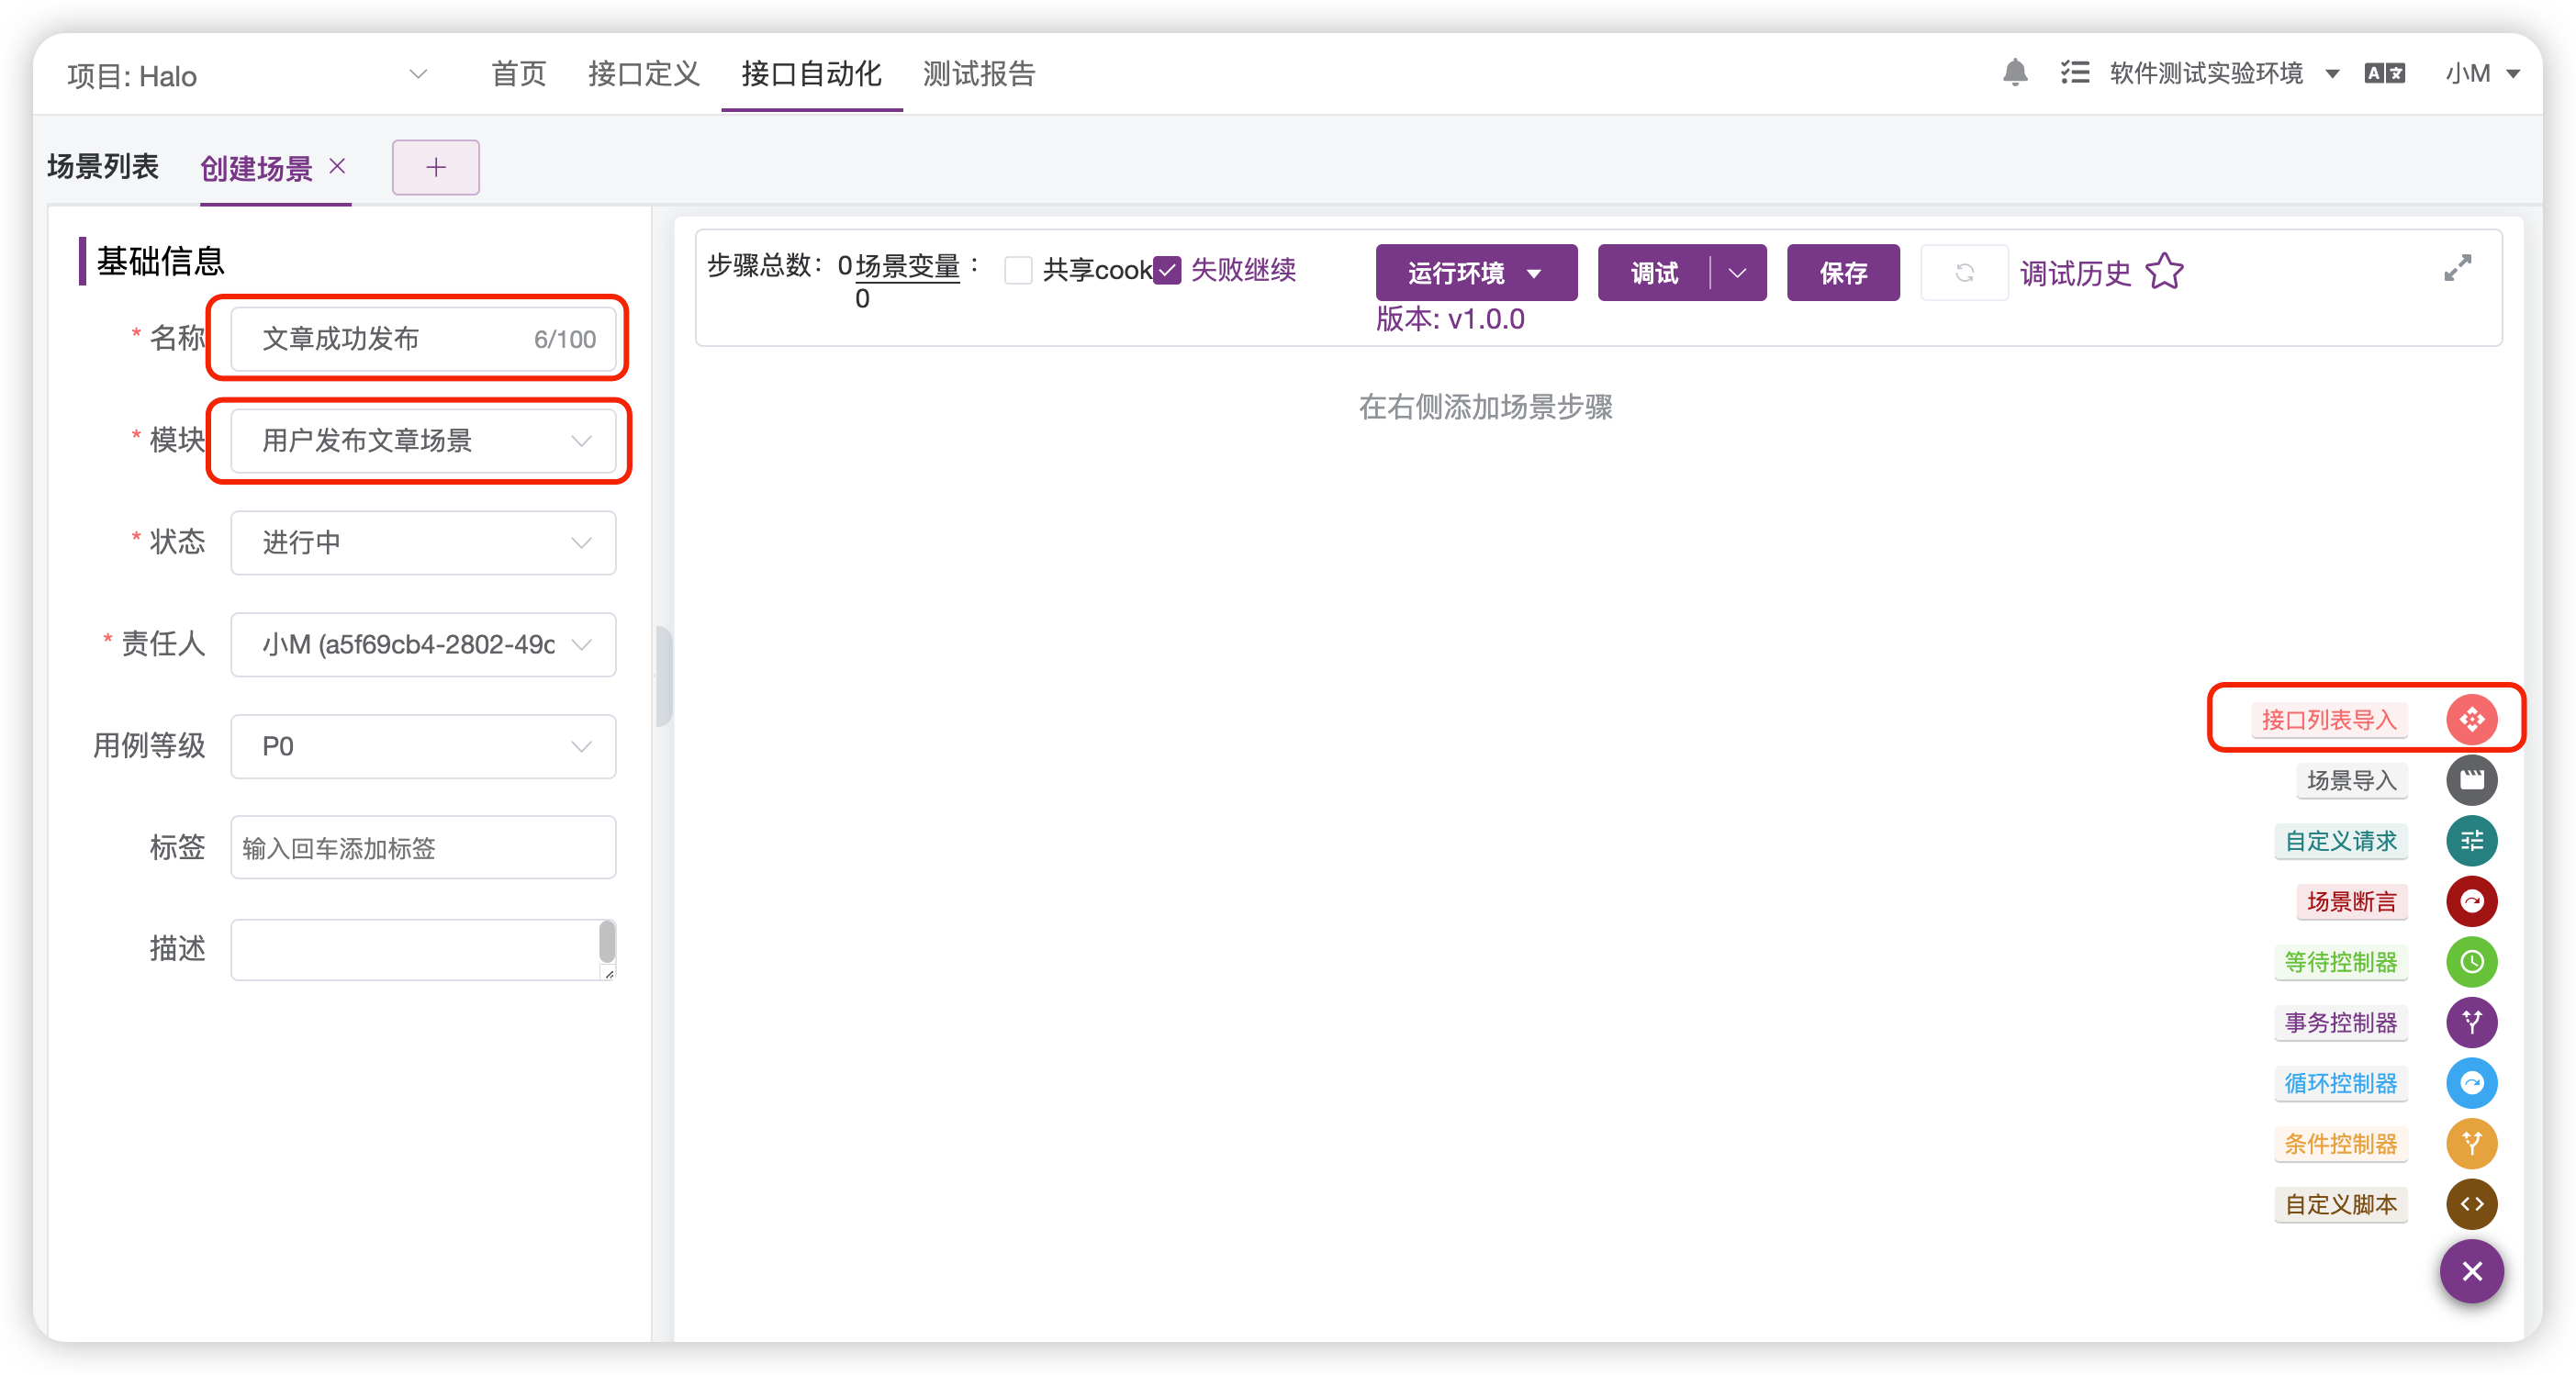 项目: Halo
首页 接口定义 接口自动化 测试报告
软件测试实验环境
小M
场景列表 创建场景
基础信息
* 名称 文章成功发布 6/100
* 模块 用户发布文章场景
* 状态 进行中
* 责任人 小M (a5f69cb4-2802-49c
用例等级 P0
标签 输入回车添加标签
描述
步骤总数：0 场景变量： 共享cook 失败继续
0
运行环境 调试 保存 调试历史
版本: v1.0.0
在右侧添加场景步骤
接口列表导入
场景导入
自定义请求
场景断言
等待控制器
事务控制器
循环控制器
条件控制器
自定义脚本